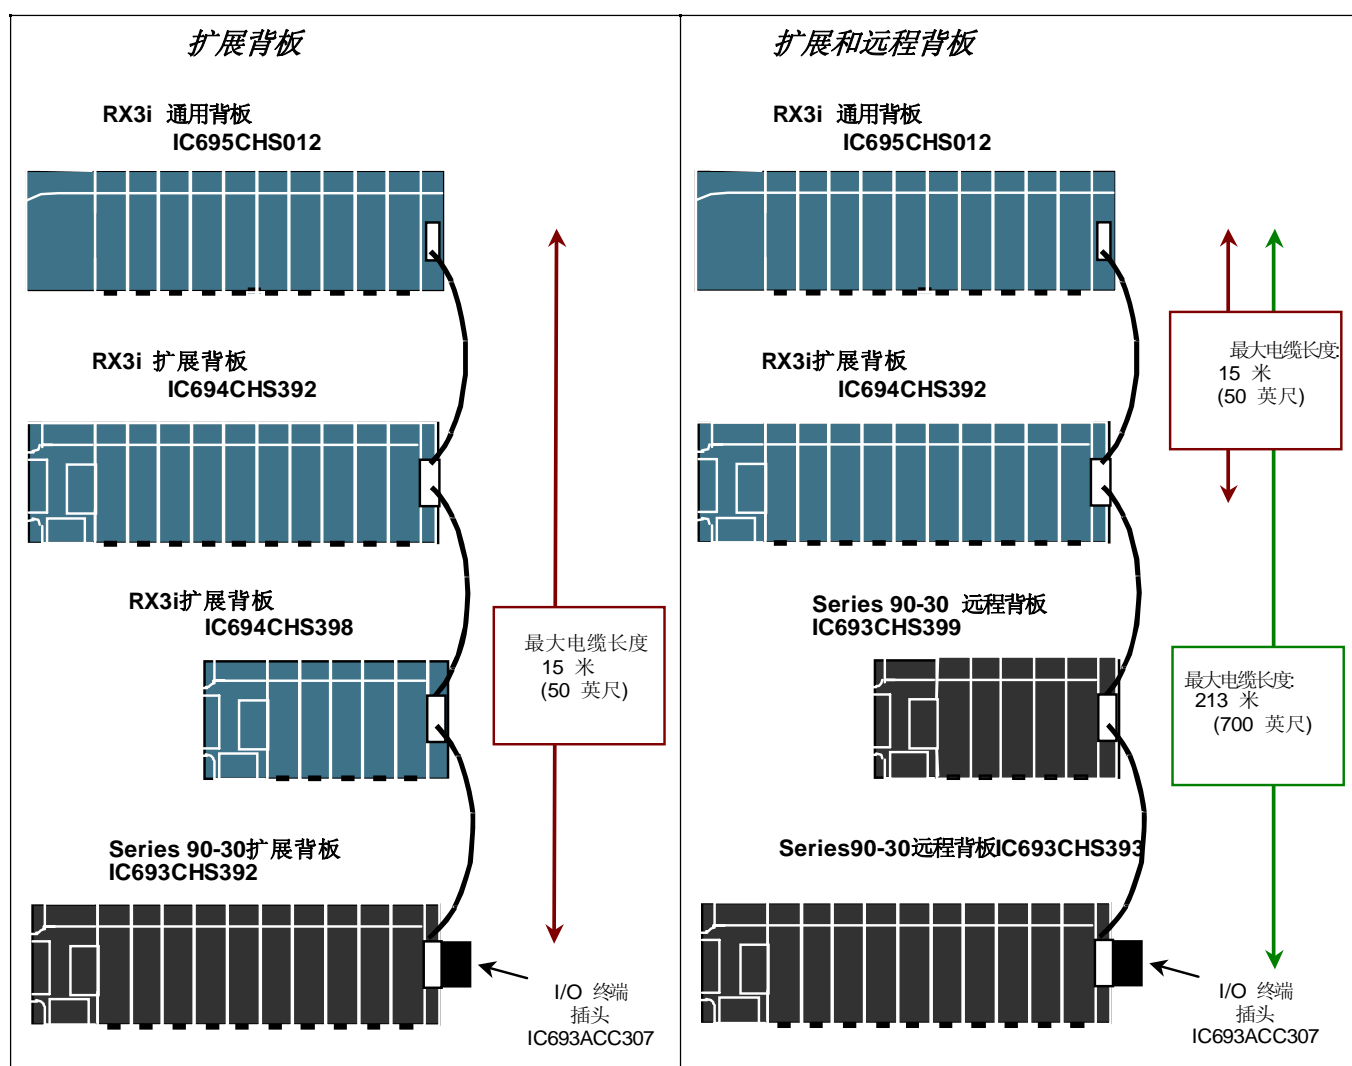 扩展背板
RX3i 通用背板
IC695CHS012
RX3i 扩展背板
IC694CHS392
RX3i扩展背板
IC694CHS398
最大电缆长度
15 米
(50 英尺)
Series 90-30扩展背板
IC693CHS392
I/O 终端
插头
IC693ACC307
扩展和远程背板
RX3i 通用背板
IC695CHS012
最大电缆长度:
15 米
(50 英尺)
RX3i扩展背板
IC694CHS392
Series 90-30 远程背板
IC693CHS399
最大电缆长度:
213 米
(700 英尺)
Series90-30远程背板IC693CHS393
I/O 终端
插头
IC693ACC307